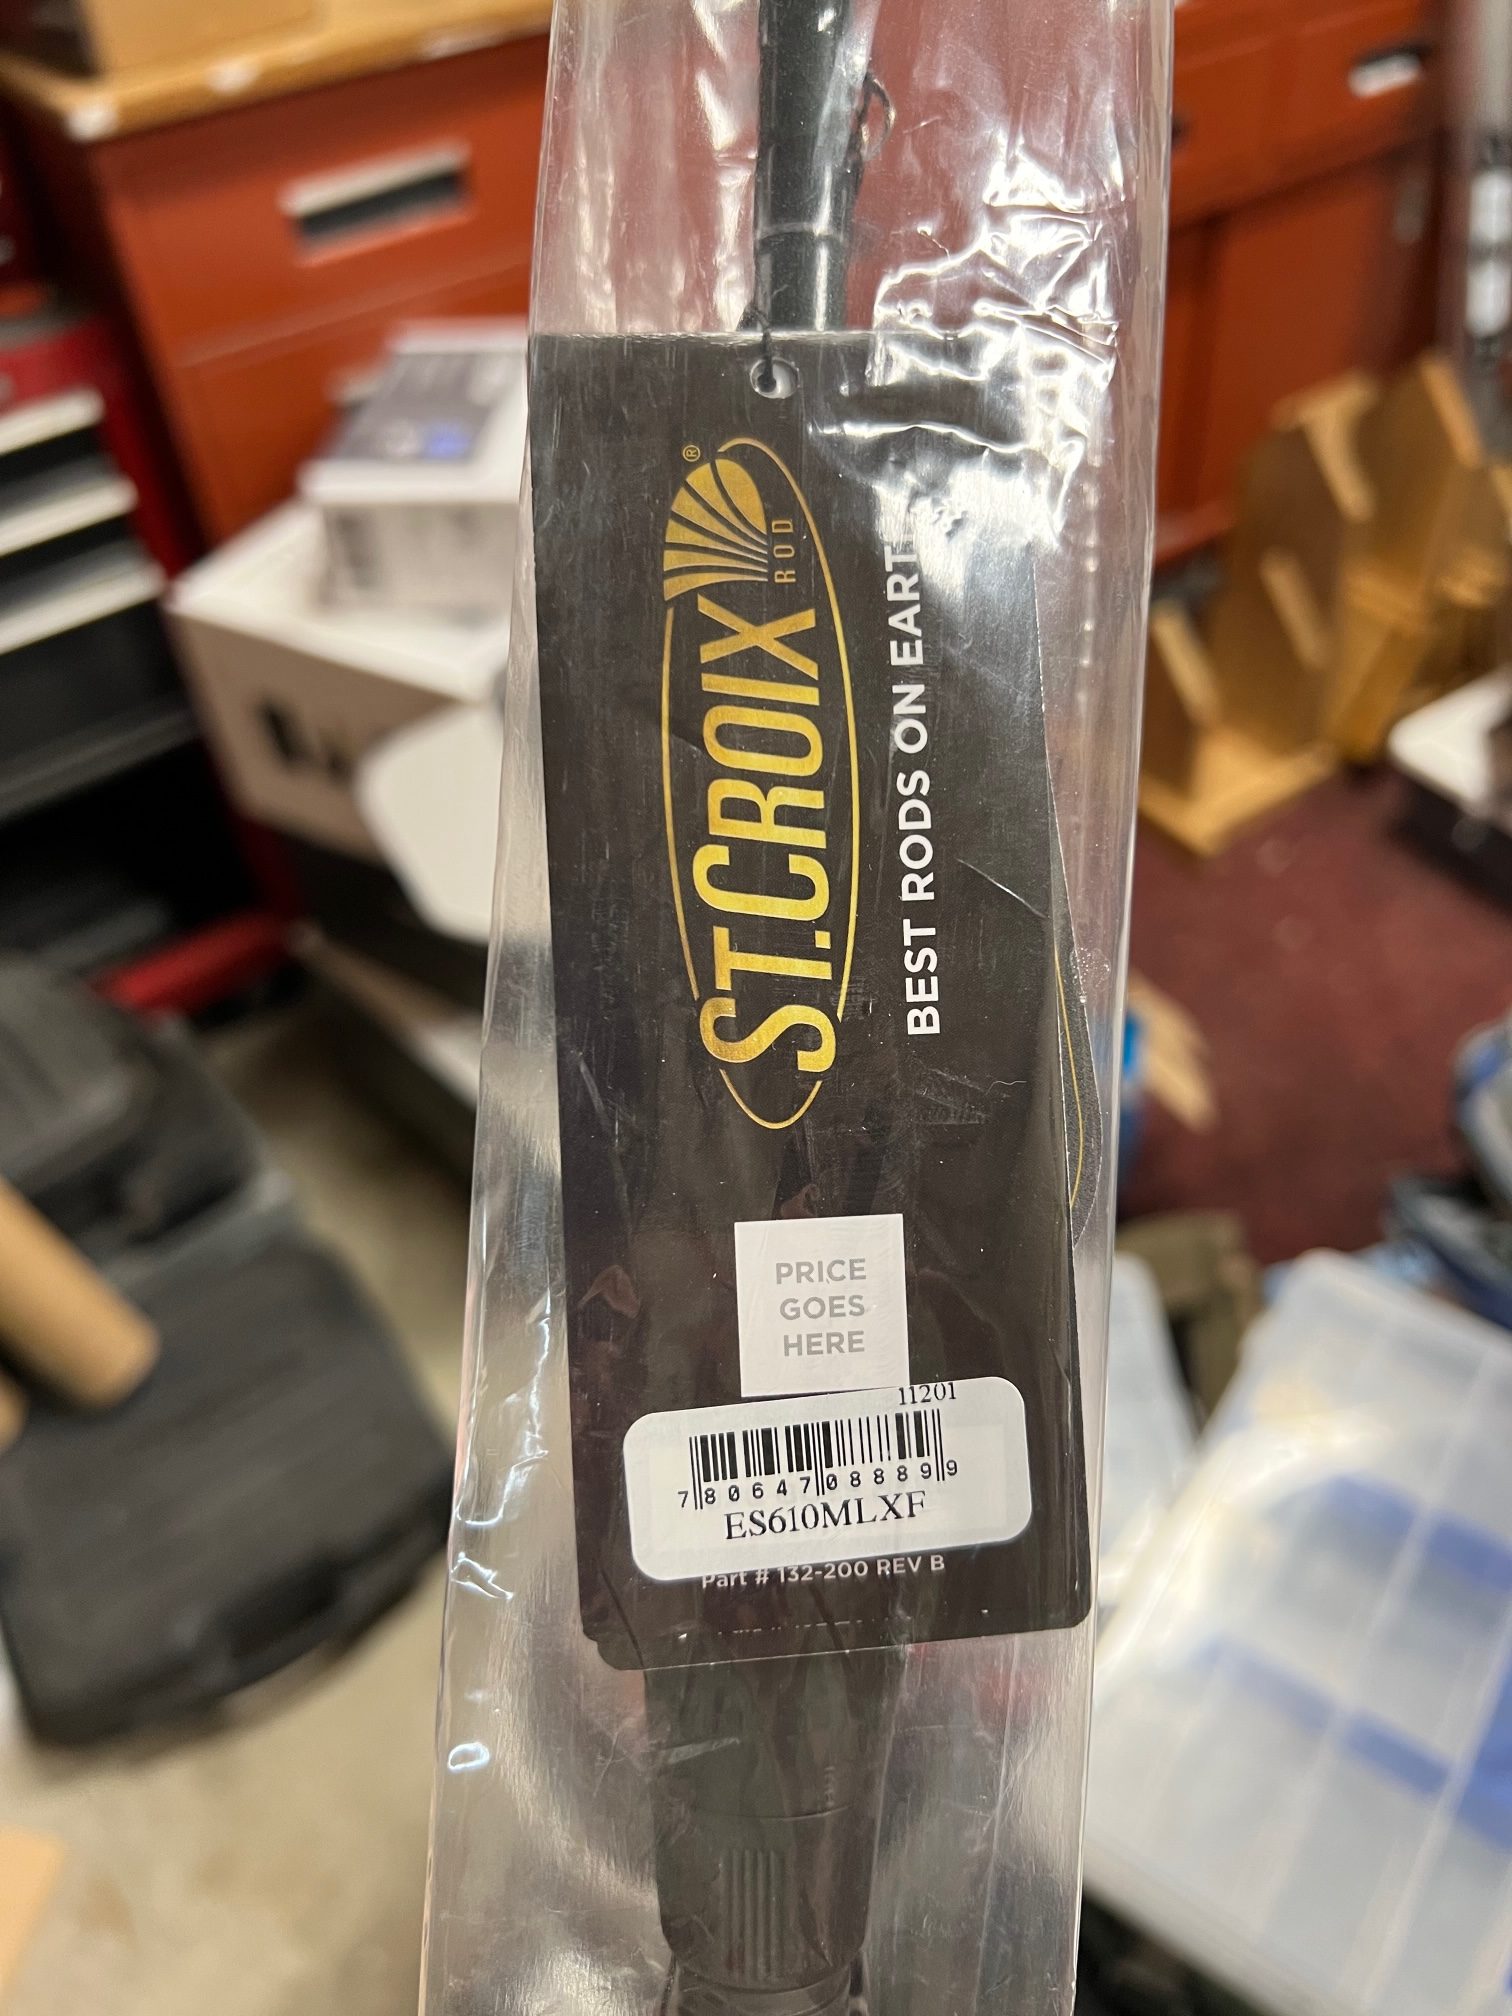 ST.CROIX®
ROD
BEST RODS ON EARTH
PRICE
GOES
HERE
11201
7 80647 08889 9
ES610MLXF
Part # 132-200 REV B